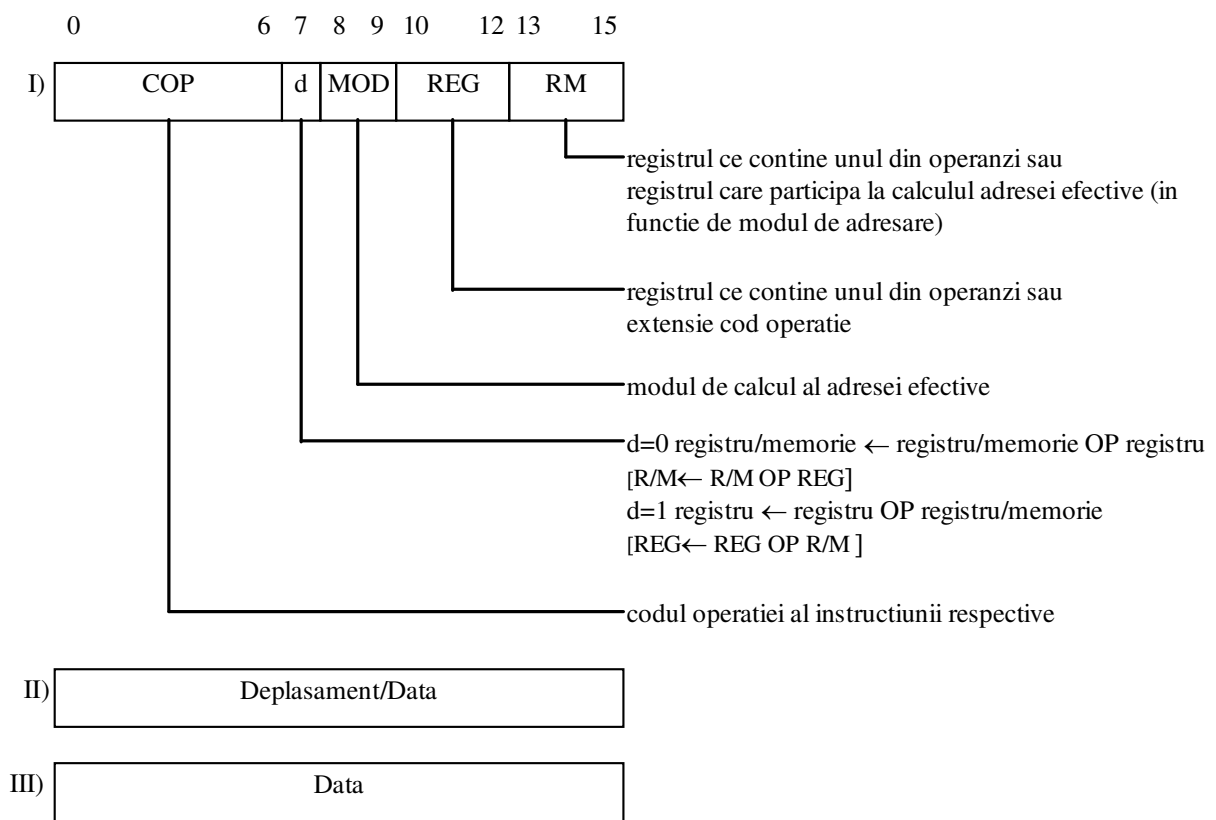 0 6 7 8 9 10 12 13 15
I) COP d MOD REG RM
registrul ce contine unul din operanzi sau
registrul care participa la calculul adresei efective (in
functie de modul de adresare)
registrul ce contine unul din operanzi sau
extensie cod operatie
modul de calcul al adresei efective
d=0 registru/memorie ← registru/memorie OP registru
[R/M← R/M OP REG]
d=1 registru ← registru OP registru/memorie
[REG← REG OP R/M ]
codul operatiei al instructiunii respective
II) Deplasament/Data
III) Data